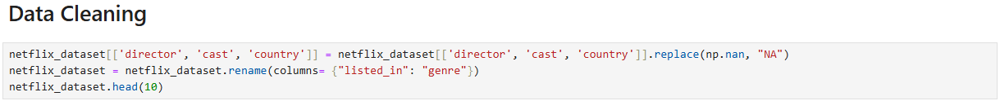 Data Cleaning
netflix_dataset[['director', 'cast', 'country']] = netflix_dataset[['director', 'cast', 'country']].replace(np.nan, "NA")
netflix_dataset = netflix_dataset.rename(columns= {"listed_in": "genre"})
netflix_dataset.head(10)